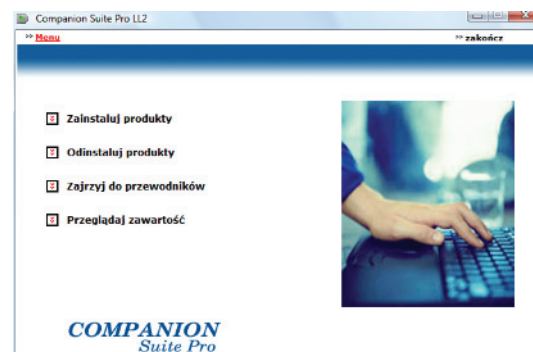 Companion Suite Pro LL2
>> Menu
>> zakończ
Zainstaluj produkty
Odinstaluj produkty
Zajrzyj do przewodników
Przeglądaj zawartość
COMPANION
Suite Pro